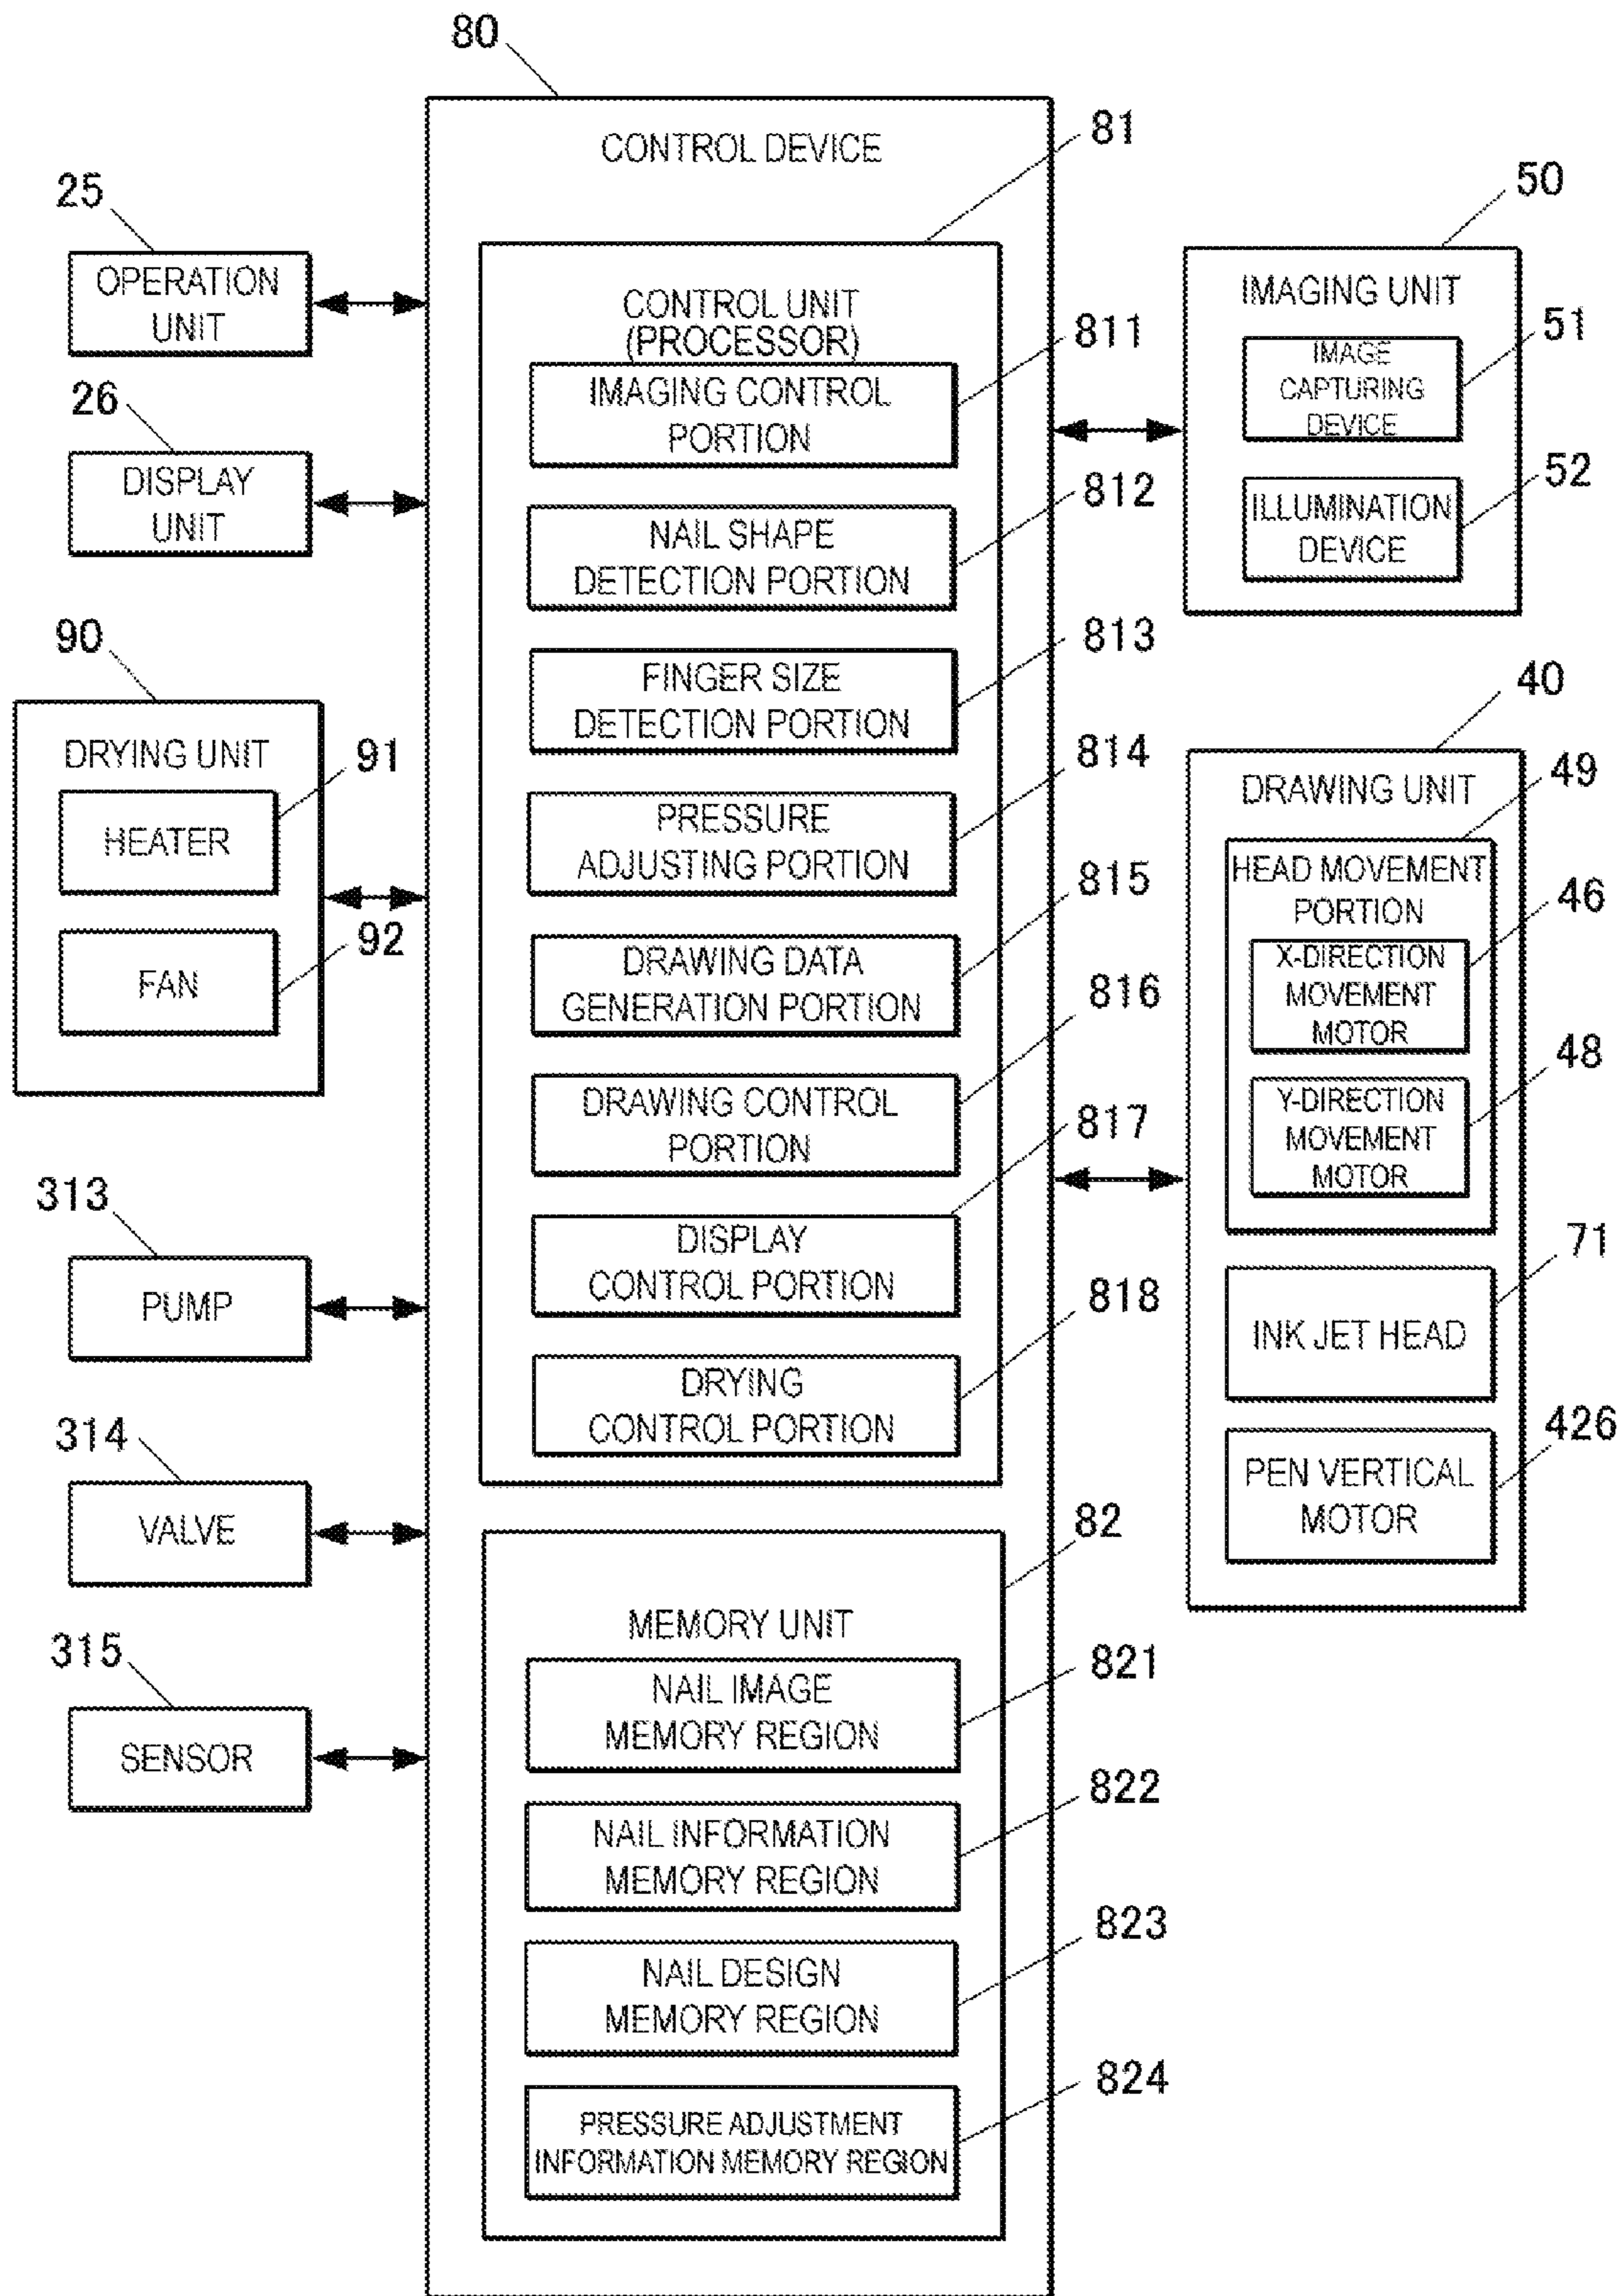 80
CONTROL DEVICE
81
25
OPERATION
UNIT
26
DISPLAY
UNIT
90
DRYING UNIT
91
HEATER
92
FAN
313
PUMP
314
VALVE
315
SENSOR
CONTROL UNIT
(PROCESSOR)
811
IMAGING CONTROL
PORTION
812
NAIL SHAPE
DETECTION PORTION
813
FINGER SIZE
DETECTION PORTION
814
PRESSURE
ADJUSTING PORTION
815
DRAWING DATA
GENERATION PORTION
816
DRAWING CONTROL
PORTION
817
DISPLAY
CONTROL PORTION
818
DRYING
CONTROL PORTION
82
MEMORY UNIT
821
NAIL IMAGE
MEMORY REGION
822
NAIL INFORMATION
MEMORY REGION
823
NAIL DESIGN
MEMORY REGION
824
PRESSURE ADJUSTMENT
INFORMATION MEMORY REGION
50
IMAGING UNIT
51
IMAGE
CAPTURING
DEVICE
52
ILLUMINATION
DEVICE
40
DRAWING UNIT
49
HEAD MOVEMENT
PORTION
46
X-DIRECTION
MOVEMENT
MOTOR
48
Y-DIRECTION
MOVEMENT
MOTOR
71
INK JET HEAD
426
PEN VERTICAL
MOTOR